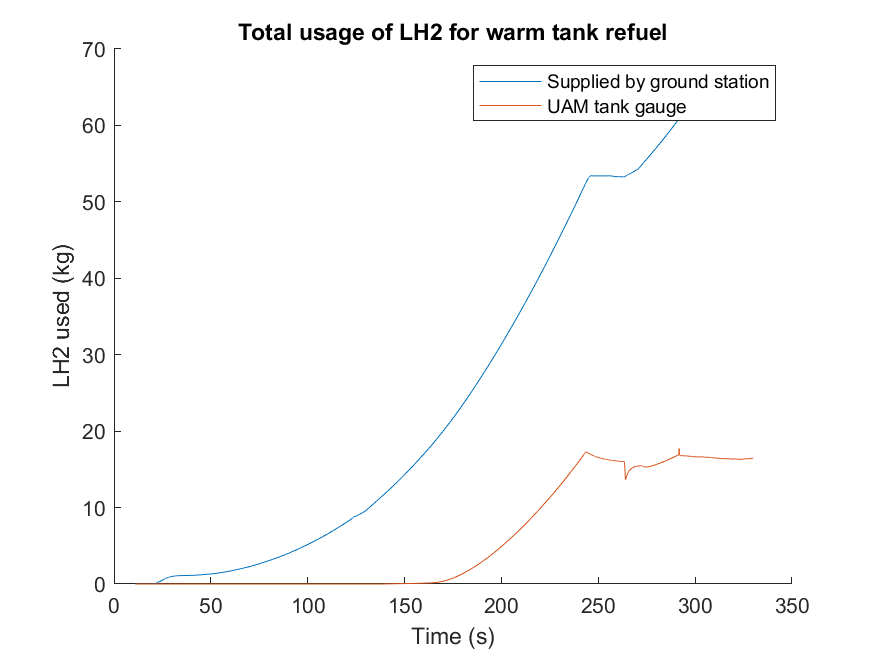 Total usage of LH2 for warm tank refuel
70
60
50
40
30
20
10
0
LH2 used (kg)
Supplied by ground station
UAM tank gauge
0 50 100 150 200 250 300 350
Time (s)